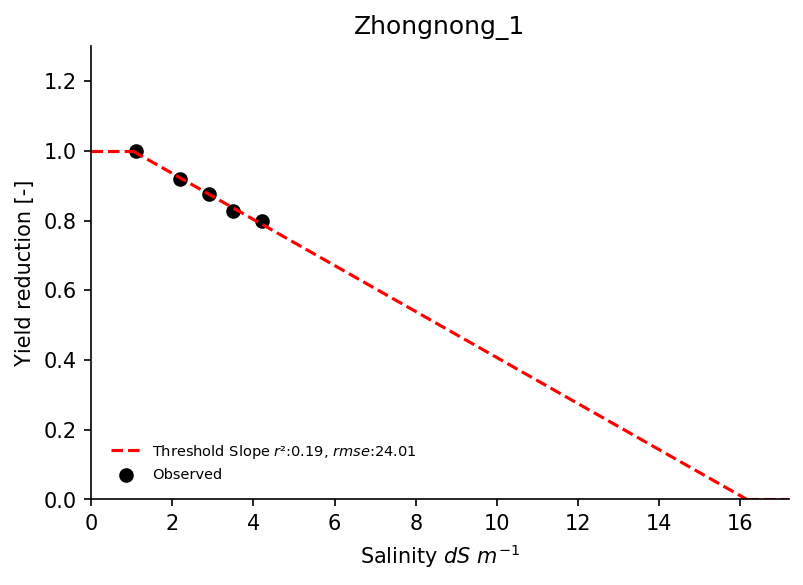 Zhongnong_1
Yield reduction [-]
1.2
1.0
0.8
0.6
0.4
0.2
0.0
Threshold Slope r²:0.19, rmse:24.01
Observed
0 2 4 6 8 10 12 14 16
Salinity dS m⁻¹